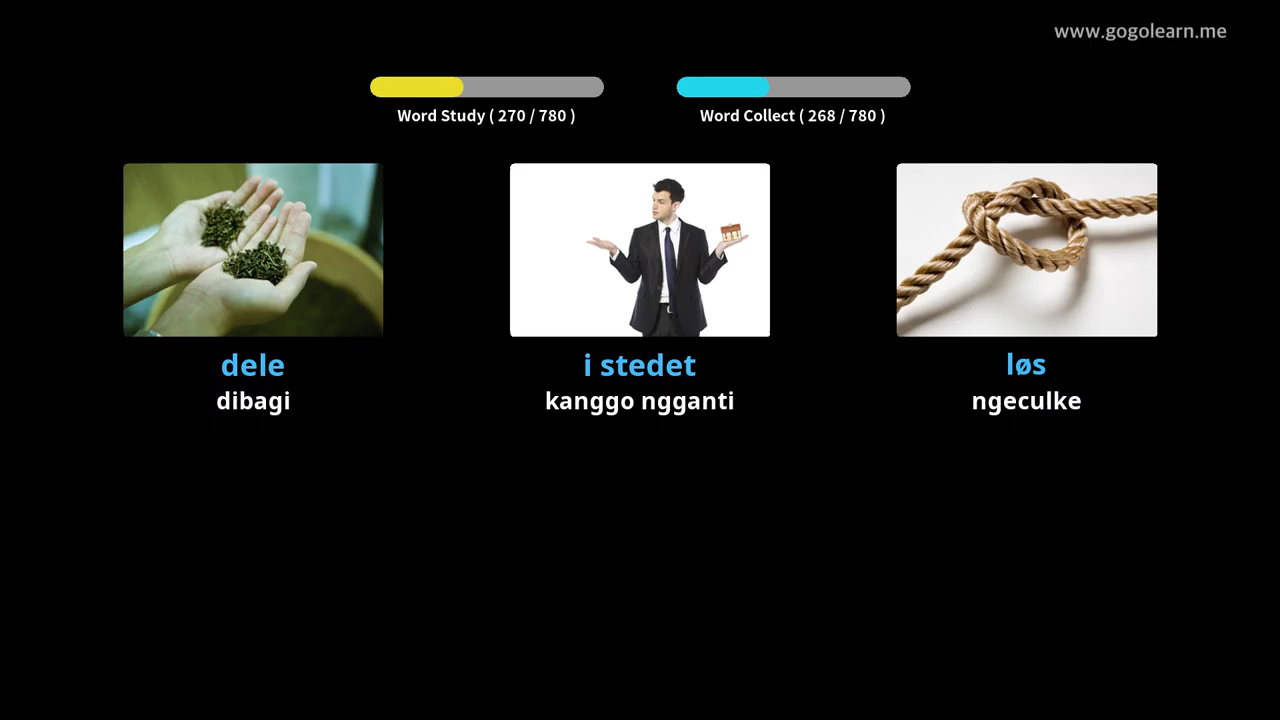 www.gogolearn.me
Word Study ( 270 / 780 )
Word Collect ( 268 / 780 )
dele
dibagi
i stedet
kanggo ngganti
løs
ngeculke